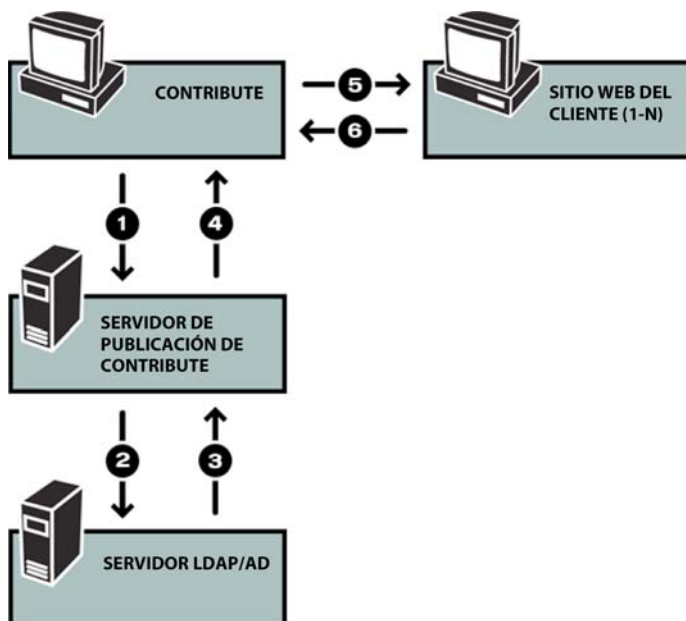 CONTRIBUTE
5
6
SITIO WEB DEL
CLIENTE (1-N)
1
4
SERVIDOR DE
PUBLICACIÓN DE
CONTRIBUTE
2
3
SERVIDOR LDAP/AD